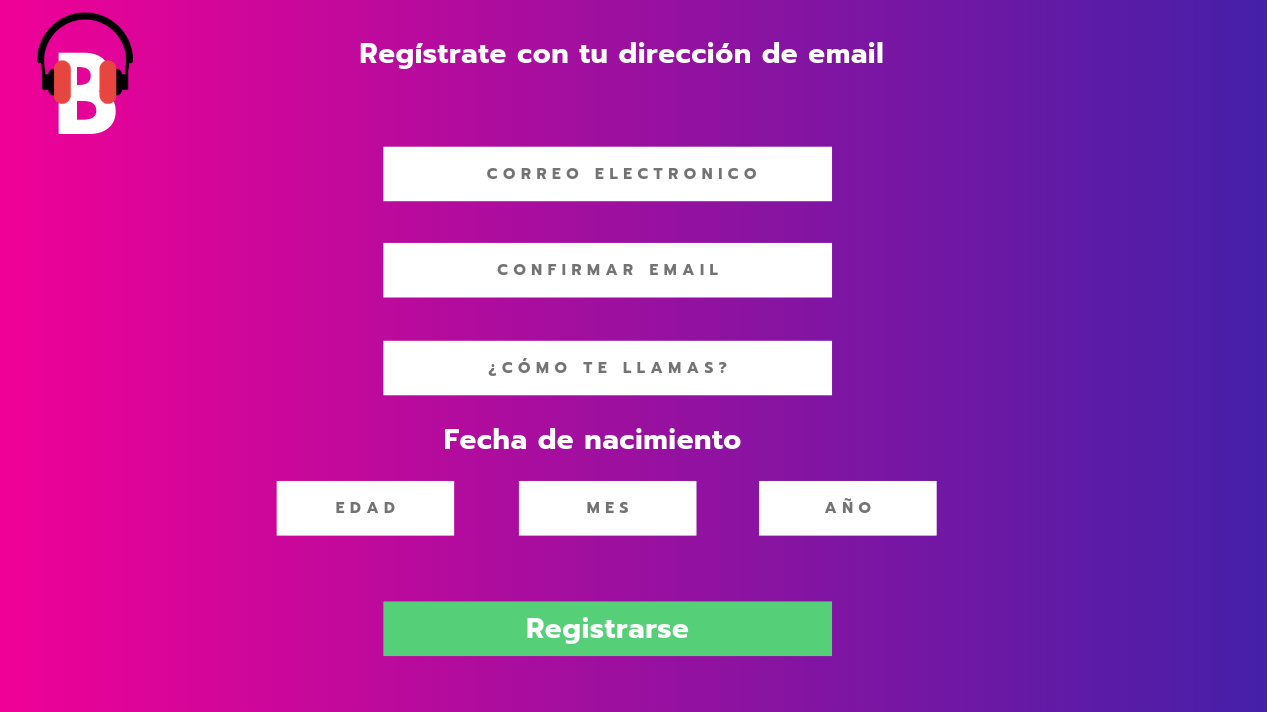 B
Regístrate con tu dirección de email
CORREO ELECTRONICO
CONFIRMAR EMAIL
¿CÓMO TE LLAMAS?
Fecha de nacimiento
EDAD MES AÑO
Registrarse